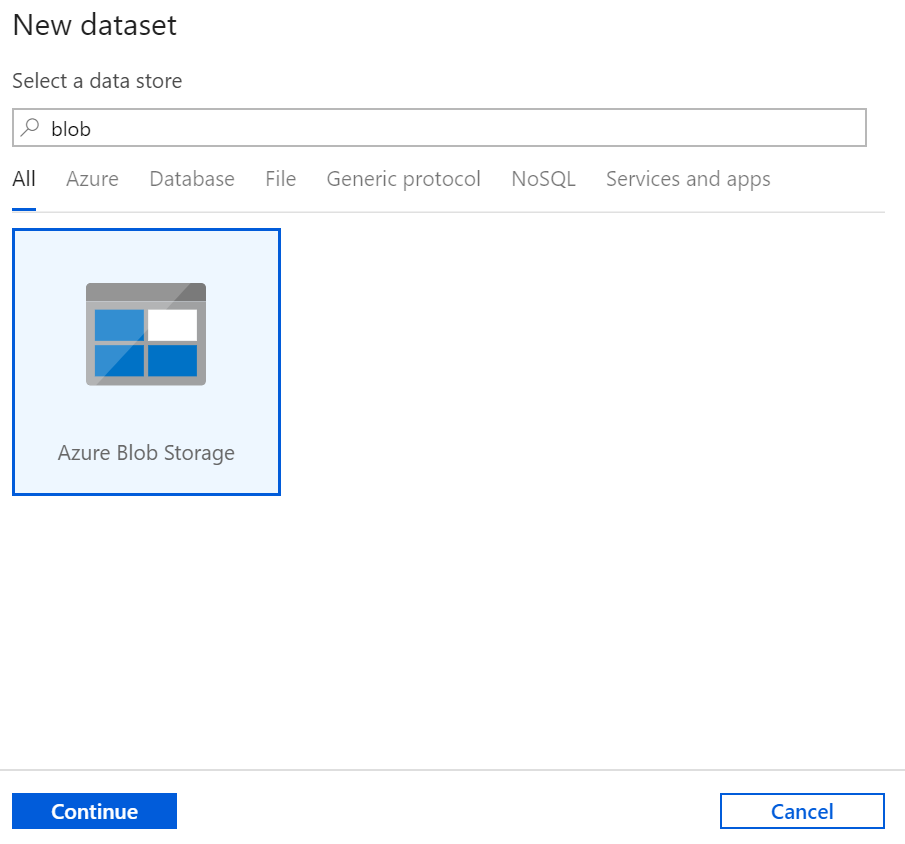 New dataset
Select a data store
blob
All Azure Database File Generic protocol NoSQL Services and apps
Azure Blob Storage
Continue Cancel